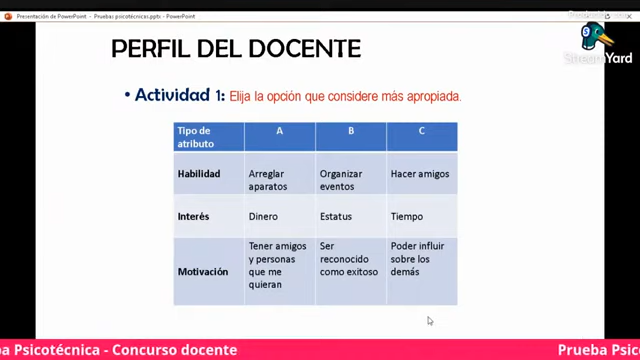 Presentación de PowerPoint - Pruebas psicotécnicas.pptx - PowerPoint
StreamYard
PERFIL DEL DOCENTE
• Actividad 1: Elija la opción que considere más apropiada.
Tipo de atributo A B C
Habilidad Arreglar aparatos Organizar eventos Hacer amigos
Interés Dinero Estatus Tiempo
Motivación Tener amigos y personas que me quieran Ser reconocido como exitoso Poder influir sobre los demás
ba Psicotécnica - Concurso docente
Prueba Psic